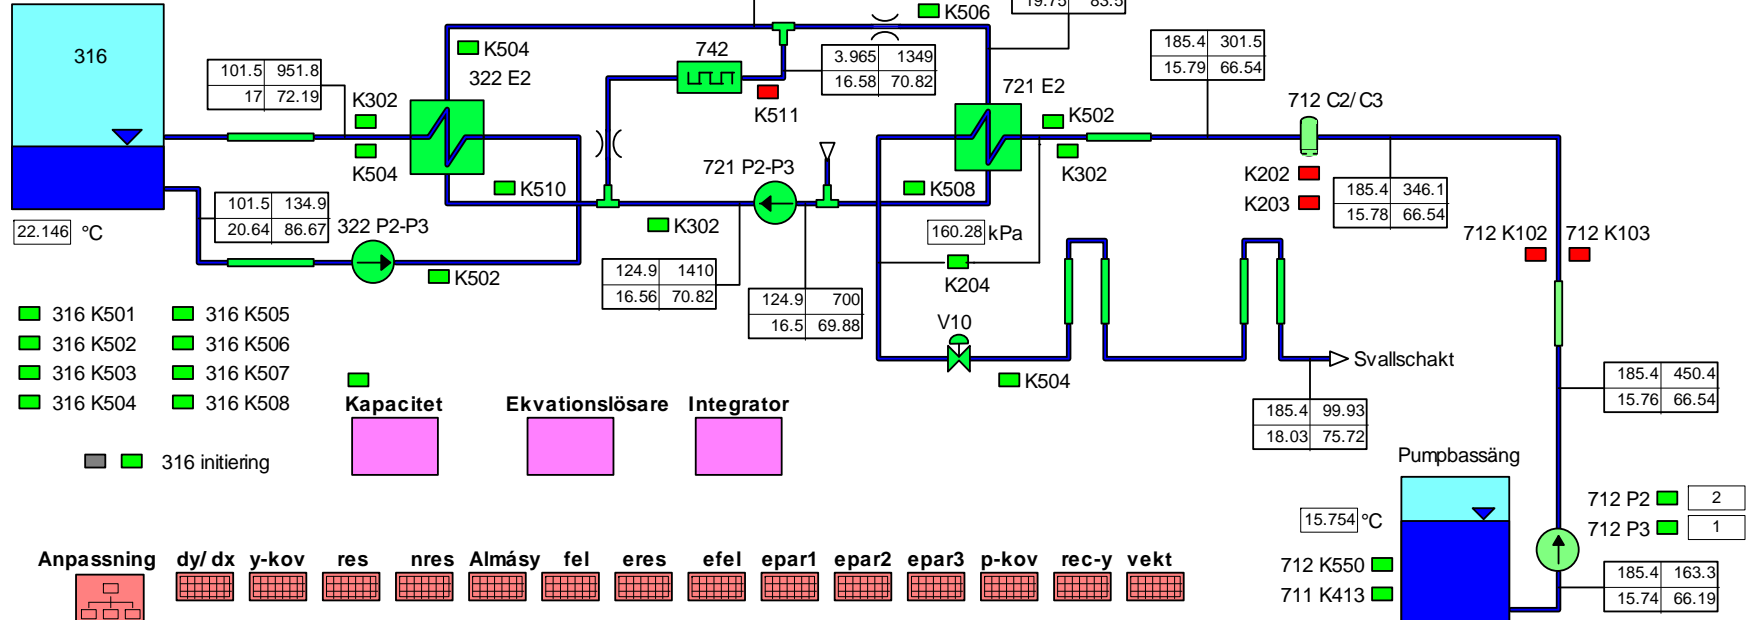 19.75 83.5
K506
316
K504
742
322 E2
3.965 1349
16.58 70.82
185.4 301.5
15.79 66.54
101.5 951.8
17 72.19
K302
K511
721 E2
K502
712 C2/C3
K504
K510
721 P2-P3
K508
K302
K202
K203
185.4 346.1
15.78 66.54
101.5 134.9
20.64 86.67
322 P2-P3
22.146 °C
K302
160.28 kPa
712 K102 712 K103
K502
124.9 1410
16.56 70.82
K204
124.9 700
16.5 69.88
316 K501 316 K505
316 K502 316 K506
316 K503 316 K507
316 K504 316 K508
V10
Svallschakt
K504
185.4 450.4
15.76 66.54
Kapacitet Ekvationslösare Integrator
185.4 99.93
18.03 75.72
316 initiering
Pumpbassäng
15.754 °C
712 P2 2
712 P3 1
Anpassning dy/dx y-kov res nres Almásy fel eres efel epar1 epar2 epar3 p-kov rec-y vekt
712 K550
711 K413
185.4 163.3
15.74 66.19